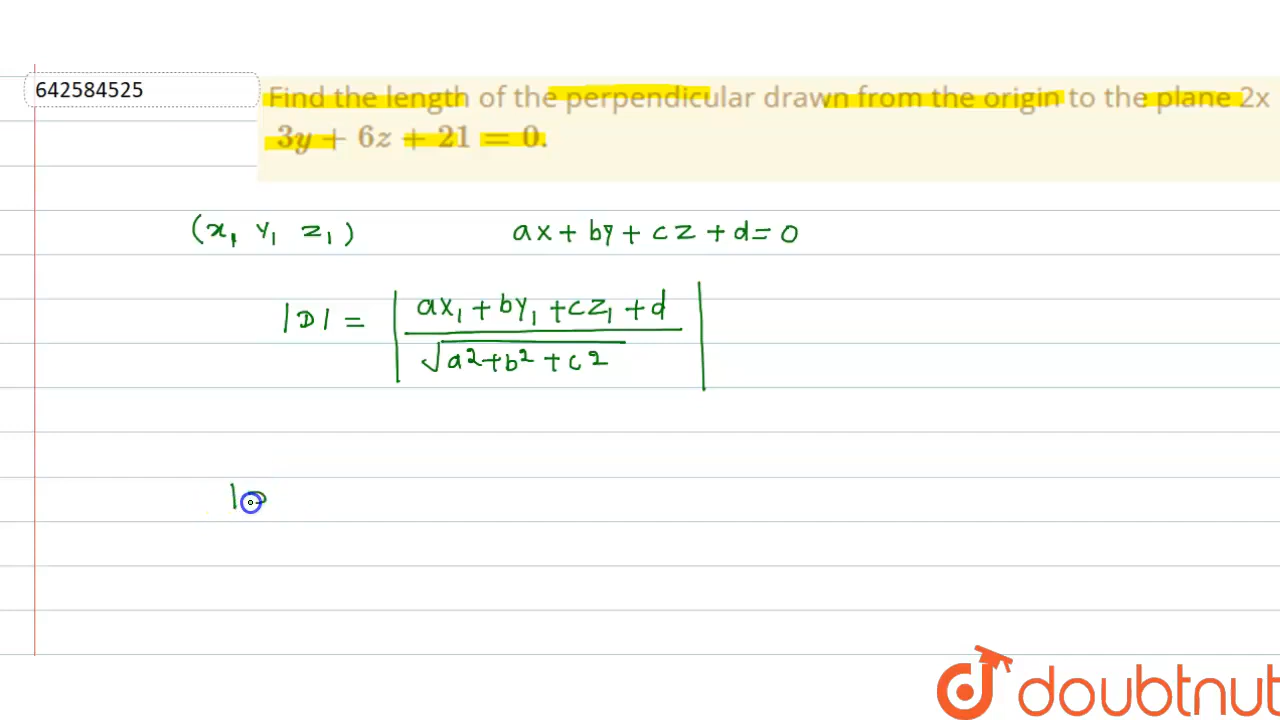 642584525
Find the length of the perpendicular drawn from the origin to the plane 2x
3y + 6z + 21 = 0.
(x₁ y₁ z₁) ax + by + cz + d = 0
|D| = | ax₁ + by₁ + cz₁ + d
√a² + b² + c² |
|D
doubtnut